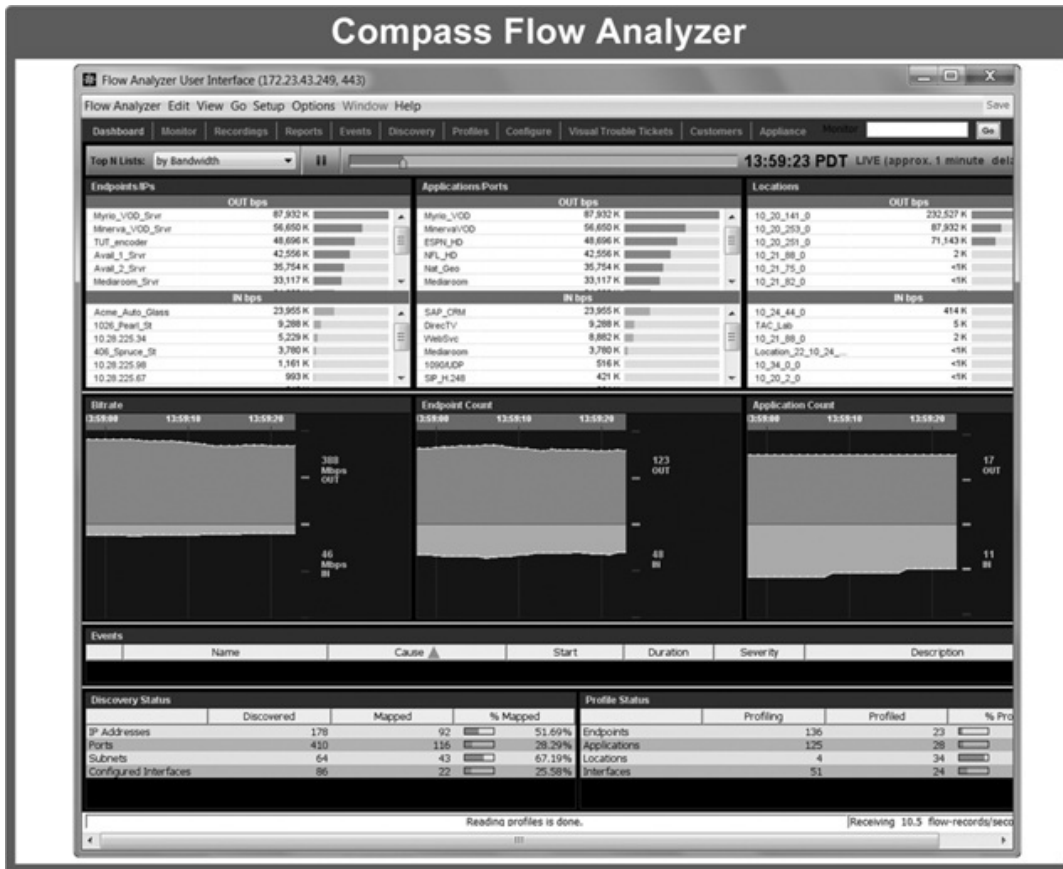 Compass Flow Analyzer
Flow Analyzer User Interface (172.23.43.249, 443)
Flow Analyzer Edit View Go Setup Options Window Help Save
Dashboard Monitor Recordings Reports Events Discovery Profiles Configure Visual Trouble Tickets Customers Appliance Monitor Go
Top N Lists: by Bandwidth 13:59:23 PDT LIVE (approx. 1 minute dela
Endpoints/IPs Applications/Ports Locations
OUT bps OUT bps OUT bps
Myrio_VOD_Srvr 87,932 K Myrio_VOD 87,932 K 10_20_141_0 232,527 K
Minerva_VOD_Srvr 56,650 K MinervaVOD 56,650 K 10_20_253_0 87,932 K
TUT_encoder 48,696 K ESPN_HD 48,696 K 10_20_251_0 71,143 K
Avail_1_Srvr 42,556 K NFL_HD 42,556 K 10_21_88_0 2 K
Avail_2_Srvr 35,754 K Nat_Geo 35,754 K 10_21_75_0 <1K
Mediaroom_Srvr 33,117 K Mediaroom 33,117 K 10_21_82_0 <1K
IN bps IN bps IN bps
Acme_Auto_Glass 23,955 K SAP_CRM 23,955 K 10_24_44_0 414 K
1026_Pearl_St 9,288 K DirecTV 9,288 K TAC_Lab 5 K
10.28.225.34 5,229 K WebSvc 8,882 K 10_21_88_0 2 K
406_Spruce_St 3,780 K Mediaroom 3,780 K Location_22_10_24_... <1K
10.28.225.98 1,161 K 1090/UDP 516 K 10_34_0_0 <1K
10.28.225.67 993 K SIP_H.248 421 K 10_20_2_0 <1K
Bitrate Endpoint Count Application Count
13:59:00 13:59:10 13:59:20 13:59:00 13:59:10 13:59:20 13:59:00 13:59:10 13:59:20
388 Mbps OUT 123 OUT 17 OUT
46 Mbps IN 48 IN 11 IN
Events
Name Cause Start Duration Severity Description
Discovery Status Profile Status
Discovered Mapped % Mapped Profiling Profiled % Pro
IP Addresses 178 92 51.69% Endpoints 136 23
Ports 410 116 28.29% Applications 125 28
Subnets 64 43 67.19% Locations 4 34
Configured Interfaces 86 22 25.58% Interfaces 51 24
Reading profiles is done. Receiving 10.5 flow-records/seco